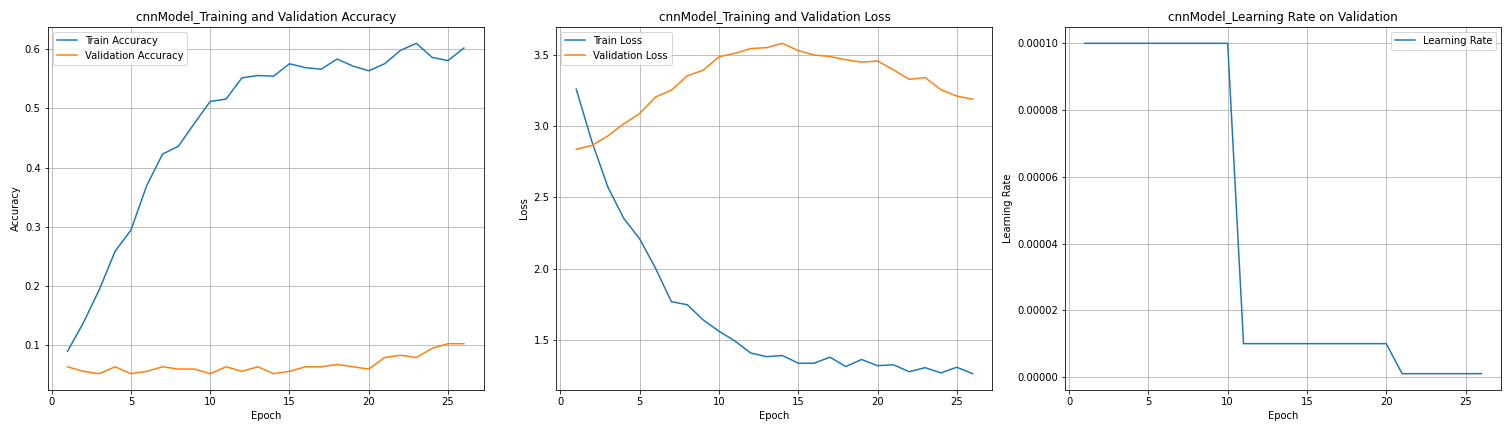 cnnModel_Training and Validation Accuracy
Train Accuracy
Validation Accuracy
0.6
0.5
0.4
0.3
0.2
0.1
Accuracy
0 5 10 15 20 25
Epoch
cnnModel_Training and Validation Loss
Train Loss
Validation Loss
3.5
3.0
2.5
2.0
1.5
Loss
0 5 10 15 20 25
Epoch
cnnModel_Learning Rate on Validation
Learning Rate
0.00010
0.00008
0.00006
0.00004
0.00002
0.00000
Learning Rate
0 5 10 15 20 25
Epoch